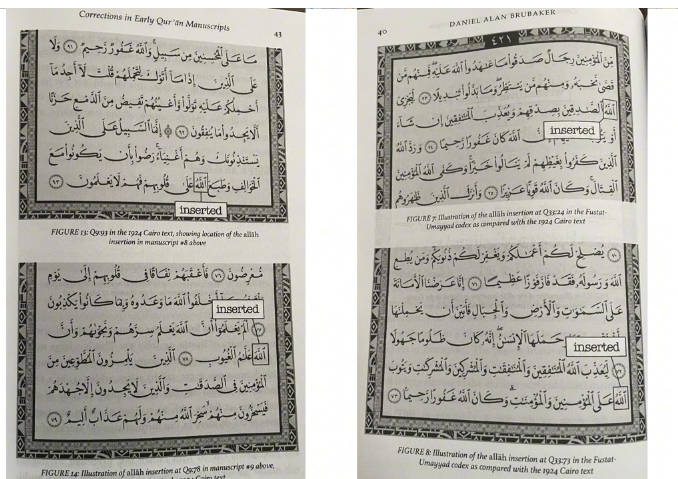 Corrections in Early Qur'ān Manuscripts 43
مَا عَلَى ٱلْمُحْسِنِينَ مِن سَبِيلٍ وَٱللَّهُ غَفُورٌ رَّحِيمٌ ٩١ وَلَا
عَلَى ٱلَّذِينَ إِذَا مَآ أَتَوْكَ لِتَحْمِلَهُمْ قُلْتَ لَآ أَجِدُ مَآ
أَحْمِلُكُمْ عَلَيْهِ تَوَلَّوا۟ وَّأَعْيُنُهُمْ تَفِيضُ مِنَ ٱلدَّمْعِ حَزَنًا
أَلَّا يَجِدُوا۟ مَا يُنفِقُونَ ٩٢ ۞ إِنَّمَا ٱلسَّبِيلُ عَلَى ٱلَّذِينَ
يَسْتَـْٔذِنُونَكَ وَهُمْ أَغْنِيَآءُ رَضُوا۟ بِأَن يَكُونُوا۟ مَعَ
ٱلْخَوَالِفِ وَطَبَعَ ٱللَّهُ عَلَىٰ قُلُوبِهِمْ فَهُمْ لَا يَعْلَمُونَ ٩٣
inserted
FIGURE 13: Q9:93 in the 1924 Cairo text, showing location of the allāh
insertion in manuscript #8 above
مُّعْرِضُونَ ٧٦ فَأَعْقَبَهُمْ نِفَاقًا فِى قُلُوبِهِمْ إِلَىٰ يَوْمِ
أَخْلَفُوا۟ ٱللَّهَ مَا وَعَدُوهُ وَبِمَا كَانُوا۟ يَكْذِبُونَ
inserted
أَلَمْ يَعْلَمُوٓا۟ أَنَّ ٱللَّهَ يَعْلَمُ سِرَّهُمْ وَنَجْوَىٰهُمْ وَأَنَّ
ٱللَّهَ عَلَّٰمُ ٱلْغُيُوبِ ٧٨ ٱلَّذِينَ يَلْمِزُونَ ٱلْمُطَّوِّعِينَ مِنَ
ٱلْمُؤْمِنِينَ فِى ٱلصَّدَقَٰتِ وَٱلَّذِينَ لَا يَجِدُونَ إِلَّا جُهْدَهُمْ
فَيَسْخَرُونَ مِنْهُمْ سَخِرَ ٱللَّهُ مِنْهُمْ وَلَهُمْ عَذَابٌ أَلِيمٌ ٧٩
FIGURE 14: Illustration of allāh insertion at Q9:78 in manuscript #9 above,
Cairo text
40 DANIEL ALAN BRUBAKER
٤٢١
مِّنَ ٱلْمُؤْمِنِينَ رِجَالٌ صَدَقُوا۟ مَا عَٰهَدُوا۟ ٱللَّهَ عَلَيْهِ فَمِنْهُم مَّن
قَضَىٰ نَحْبَهُۥ وَمِنْهُم مَّن يَنتَظِرُ وَمَا بَدَّلُوا۟ تَبْدِيلًا ٢٣ لِّيَجْزِىَ
ٱللَّهُ ٱلصَّٰدِقِينَ بِصِدْقِهِمْ وَيُعَذِّبَ ٱلْمُنَٰفِقِينَ إِن شَآءَ
inserted
أَوْ ٱللَّهَ كَانَ غَفُورًا رَّحِيمًا ٢٤ وَرَدَّ ٱللَّهُ
ٱلَّذِينَ كَفَرُوا۟ بِغَيْظِهِمْ لَمْ يَنَالُوا۟ خَيْرًا وَكَفَى ٱللَّهُ ٱلْمُؤْمِنِينَ
ٱلْقِتَالَ وَكَانَ ٱللَّهُ قَوِيًّا عَزِيزًا ٢٥ وَأَنزَلَ ٱلَّذِينَ ظَٰهَرُوهُم
FIGURE 7: Illustration of the allāh insertion at Q33:24 in the Fustat-
Umayyad codex as compared with the 1924 Cairo text
يُصْلِحْ لَكُمْ أَعْمَٰلَكُمْ وَيَغْفِرْ لَكُمْ ذُنُوبَكُمْ وَمَن يُطِعِ
ٱللَّهَ وَرَسُولَهُۥ فَقَدْ فَازَ فَوْزًا عَظِيمًا ٧١ إِنَّا عَرَضْنَا ٱلْأَمَانَةَ
عَلَى ٱلسَّمَٰوَٰتِ وَٱلْأَرْضِ وَٱلْجِبَالِ فَأَبَيْنَ أَن يَحْمِلْنَهَا
وَحَمَلَهَا ٱلْإِنسَٰنُ إِنَّهُۥ كَانَ ظَلُومًا جَهُولًا
inserted
لِّيُعَذِّبَ ٱللَّهُ ٱلْمُنَٰفِقِينَ وَٱلْمُنَٰفِقَٰتِ وَٱلْمُشْرِكِينَ وَٱلْمُشْرِكَٰتِ وَيَتُوبَ
ٱللَّهُ عَلَى ٱلْمُؤْمِنِينَ وَٱلْمُؤْمِنَٰتِ وَكَانَ ٱللَّهُ غَفُورًا رَّحِيمًا ٧٣
FIGURE 8: Illustration of the allāh insertion at Q33:73 in the Fustat-
Umayyad codex as compared with the 1924 Cairo text